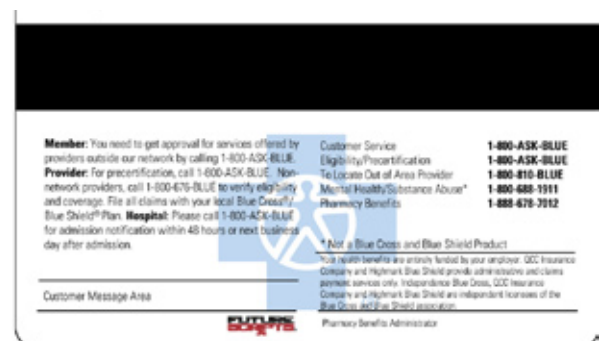 Member: You need to get approval for services offered by
providers outside our network by calling 1-800-ASK-BLUE.
Provider: For precertification, call 1-800-ASK-BLUE. Non-
network providers, call 1-800-676-BLUE to verify eligibility
and coverage. File all claims with your local Blue Cross®/
Blue Shield® Plan. Hospital: Please call 1-800-ASK-BLUE
for admission notification within 48 hours or next business
day after admission.
Customer Message Area
Customer Service 1-800-ASK-BLUE
Eligibility/Precertification 1-800-ASK-BLUE
To Locate Out of Area Provider 1-800-810-BLUE
Mental Health/Substance Abuse* 1-800-688-1911
Pharmacy Benefits 1-888-678-7012
* Not a Blue Cross and Blue Shield Product
Your health benefits are entirely funded by your employer. QCC Insurance
Company and Highmark Blue Shield provide administrative and claims
payment services only. Independence Blue Cross, QCC Insurance
Company and Highmark Blue Shield are independent licensees of the
Blue Cross and Blue Shield association.
FUTURE
SCRIPTS
Pharmacy Benefits Administrator